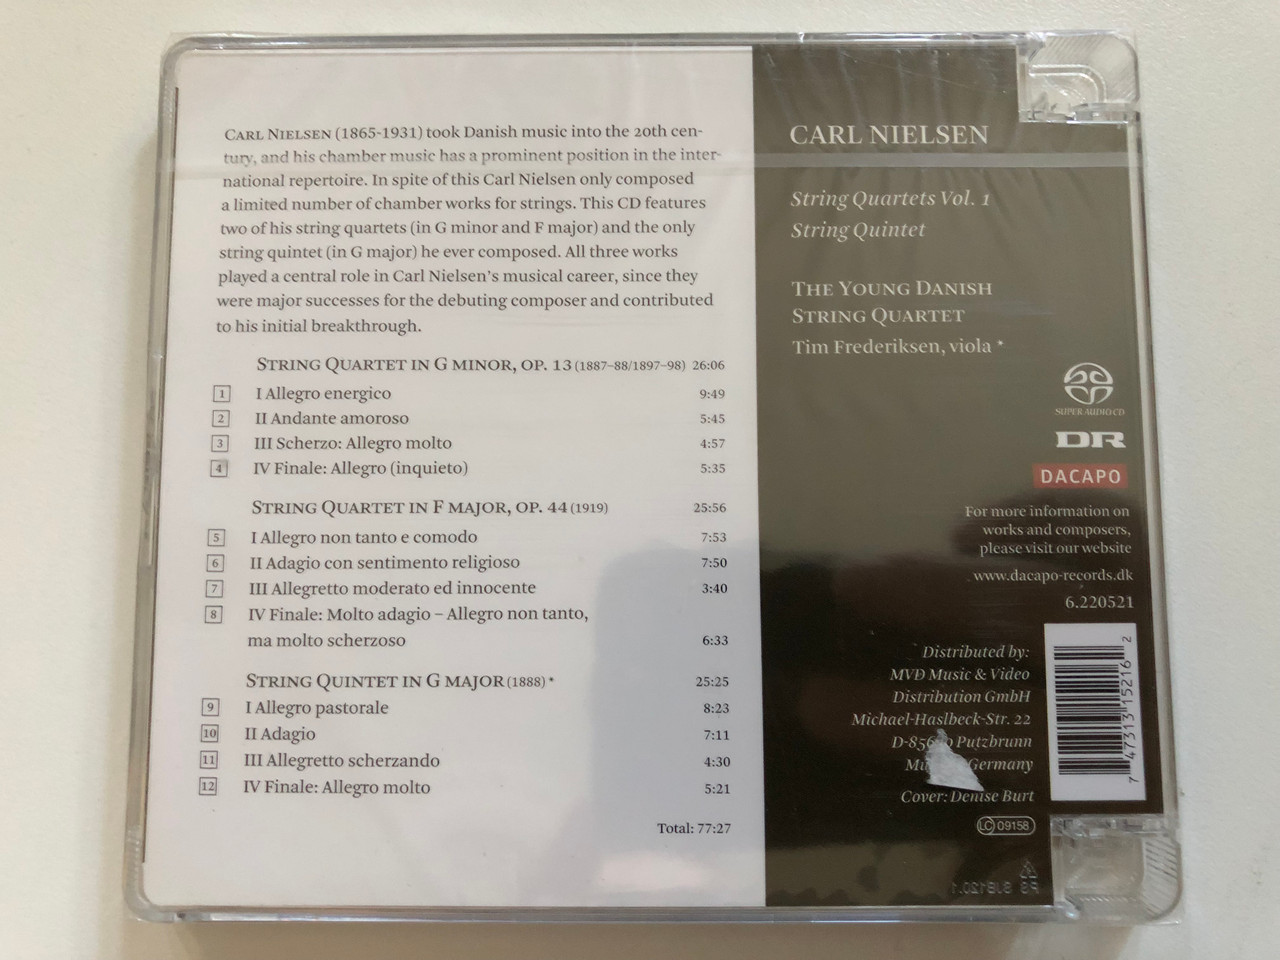 CARL NIELSEN (1865-1931) took Danish music into the 20th cen-
tury, and his chamber music has a prominent position in the inter-
national repertoire. In spite of this Carl Nielsen only composed
a limited number of chamber works for strings. This CD features
two of his string quartets (in G minor and F major) and the only
string quintet (in G major) he ever composed. All three works
played a central role in Carl Nielsen's musical career, since they
were major successes for the debuting composer and contributed
to his initial breakthrough.
STRING QUARTET IN G MINOR, OP. 13 (1887–88/1897–98) 26:06
1 I Allegro energico 9:49
2 II Andante amoroso 5:45
3 III Scherzo: Allegro molto 4:57
4 IV Finale: Allegro (inquieto) 5:35
STRING QUARTET IN F MAJOR, OP. 44 (1919) 25:56
5 I Allegro non tanto e comodo 7:53
6 II Adagio con sentimento religioso 7:50
7 III Allegretto moderato ed innocente 3:40
8 IV Finale: Molto adagio – Allegro non tanto,
ma molto scherzoso 6:33
STRING QUINTET IN G MAJOR (1888) * 25:25
9 I Allegro pastorale 8:23
10 II Adagio 7:11
11 III Allegretto scherzando 4:30
12 IV Finale: Allegro molto 5:21
Total: 77:27
CARL NIELSEN
String Quartets Vol. 1
String Quintet
THE YOUNG DANISH
STRING QUARTET
Tim Frederiksen, viola *
SUPER AUDIO CD
DR
DACAPO
For more information on
works and composers,
please visit our website
www.dacapo-records.dk
6.220521
Distributed by:
MVD Music & Video
Distribution GmbH
Michael-Haslbeck-Str. 22
Putzbrunn
Germany
Cover: Denise Burt
LC 09158
7 47313 15216 2